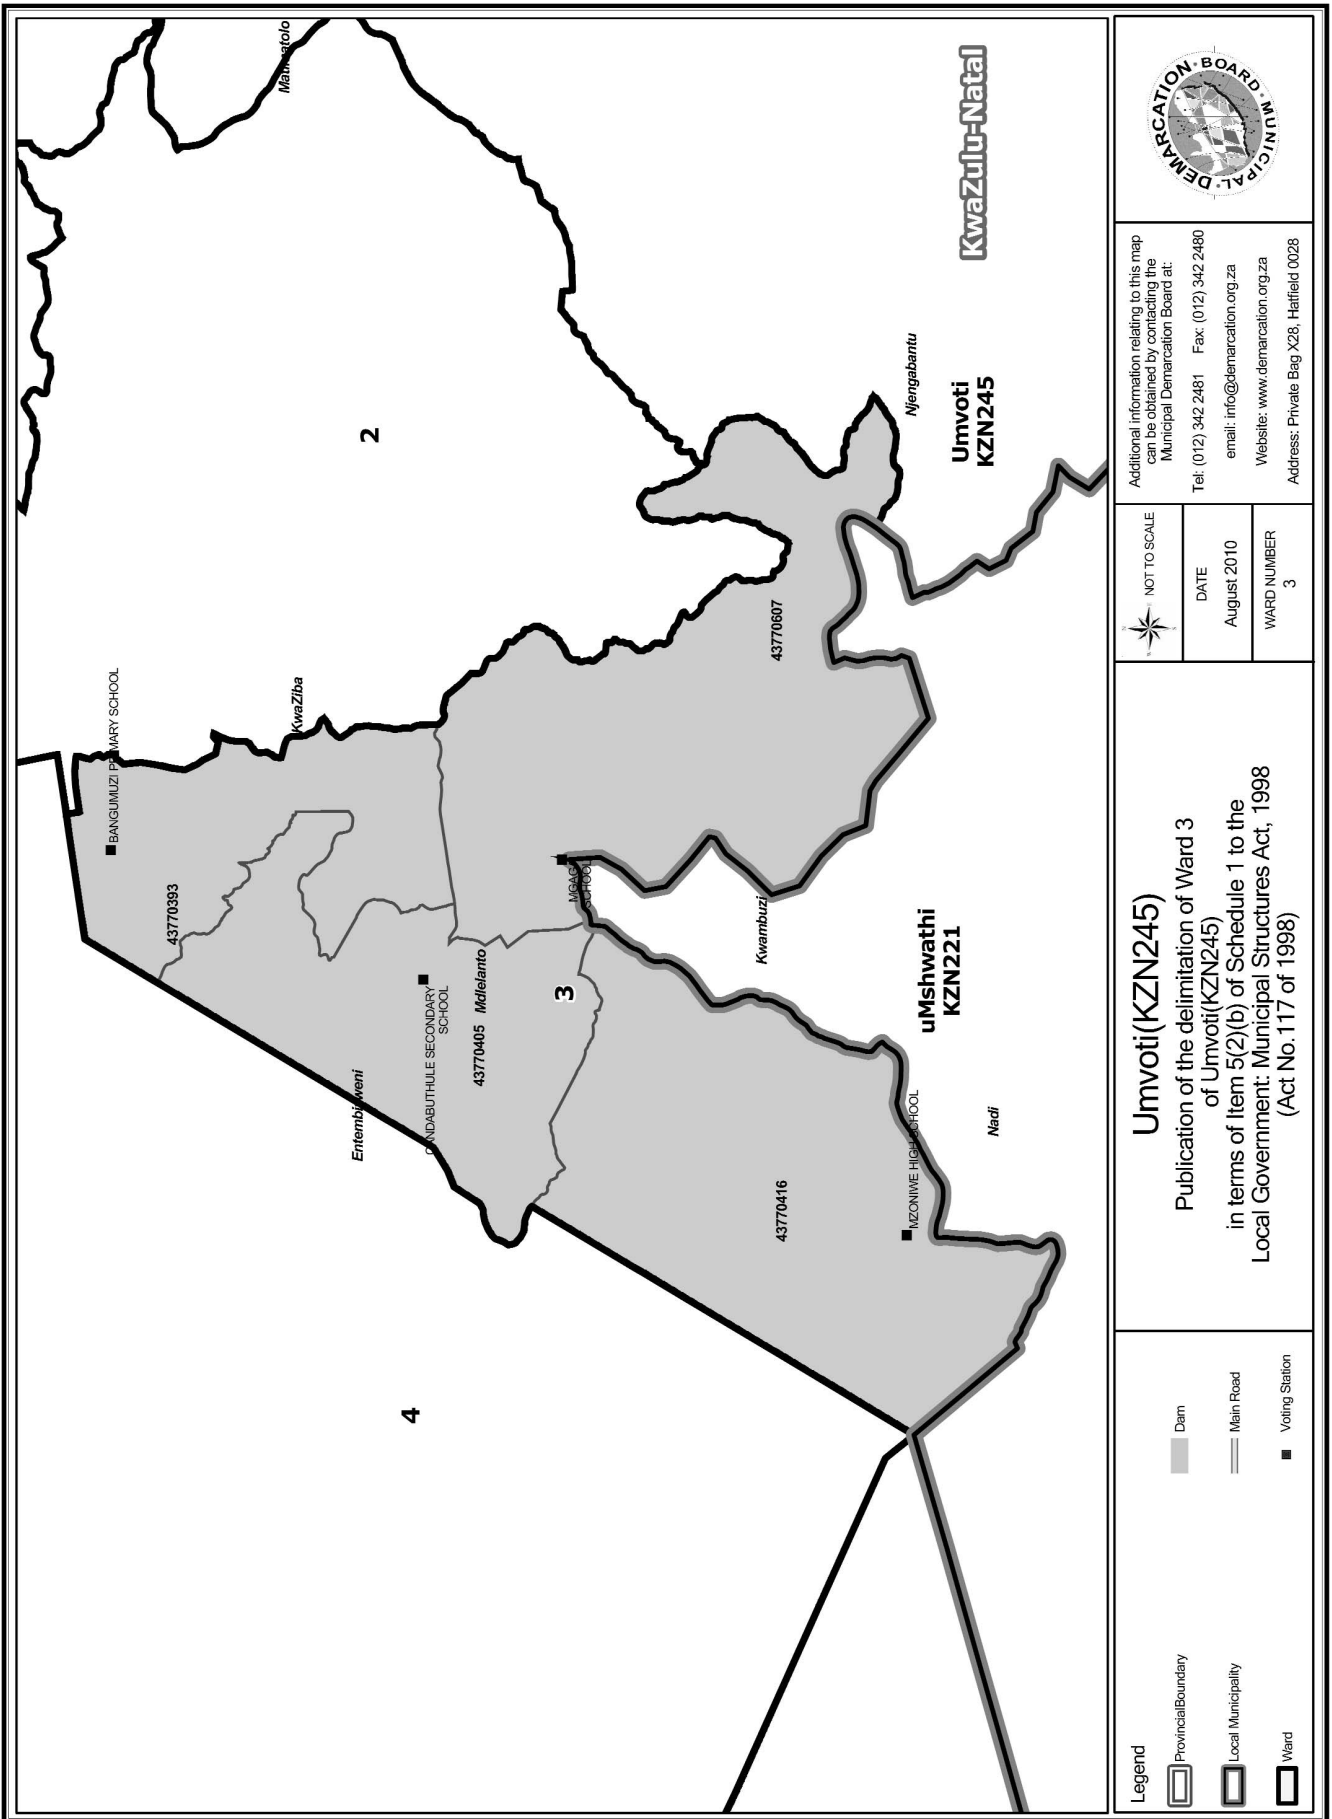 Matimatolo
KwaZulu-Natal
2
Njengabantu
Umvoti
KZN245
BANGUMUZI PRIMARY SCHOOL
KwaZiba
43770607
43770393
SCHOOL
Kwambuzi
uMshwathi
KZN221
3
Mdlelanto
43770405
SECONDARY
SCHOOL
MZONIWE HIGH SCHOOL
Nadi
43770416
4
Legend
ProvincialBoundary
Local Municipality
Ward
Dam
Main Road
Voting Station
Umvoti(KZN245)
Publication of the delimitation of Ward 3
of Umvoti(KZN245)
in terms of Item 5(2)(b) of Schedule 1 to the
Local Government: Municipal Structures Act, 1998
(Act No.117 of 1998)
NOT TO SCALE
DATE
August 2010
WARD NUMBER
3
Additional information relating to this map
can be obtained by contacting the
Municipal Demarcation Board at:
Tel: (012) 342 2481 Fax: (012) 342 2480
email: info@demarcation.org.za
Website: www.demarcation.org.za
Address: Private Bag X28, Hatfield 0028
MUNICIPAL DEMARCATION BOARD